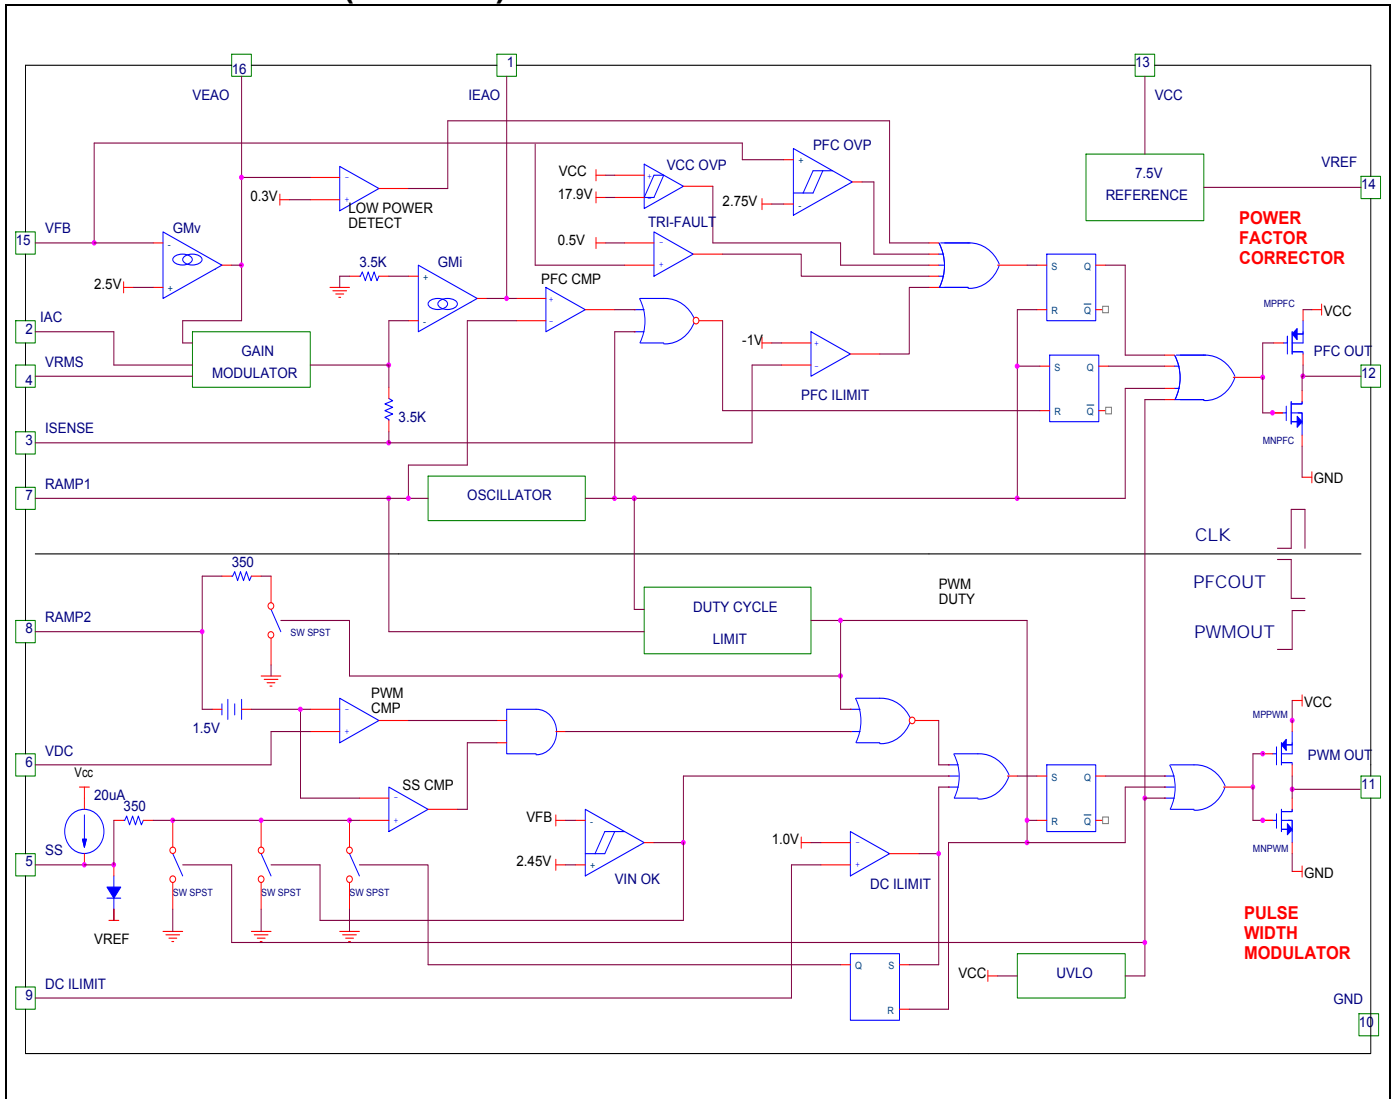 16
1
13
VEAO
IEAO
VCC
PFC OVP
VCC OVP
VCC
17.9V
2.75V
7.5V
REFERENCE
VREF
14
0.3V
LOW POWER
DETECT
TRI-FAULT
0.5V
POWER
FACTOR
CORRECTOR
15
VFB
GMv
2.5V
3.5K
GMi
PFC CMP
S
Q
R
Q
MPPFC
VCC
2
IAC
4
VRMS
GAIN
MODULATOR
-1V
PFC ILIMIT
S
Q
R
Q
PFC OUT
12
3.5K
MNPFC
3
ISENSE
7
RAMP1
OSCILLATOR
GND
CLK
350
PFCOUT
PWM
DUTY
DUTY CYCLE
LIMIT
8
RAMP2
SW SPST
PWMOUT
1.5V
PWM
CMP
VCC
MPPWM
6
VDC
PWM OUT
11
Vcc
20uA
350
SS CMP
S
Q
R
Q
5
SS
VFB
2.45V
VIN OK
1.0V
DC ILIMIT
MNPWM
GND
SW SPST
SW SPST
SW SPST
VREF
PULSE
WIDTH
MODULATOR
9
DC ILIMIT
Q
S
R
VCC
UVLO
GND
10